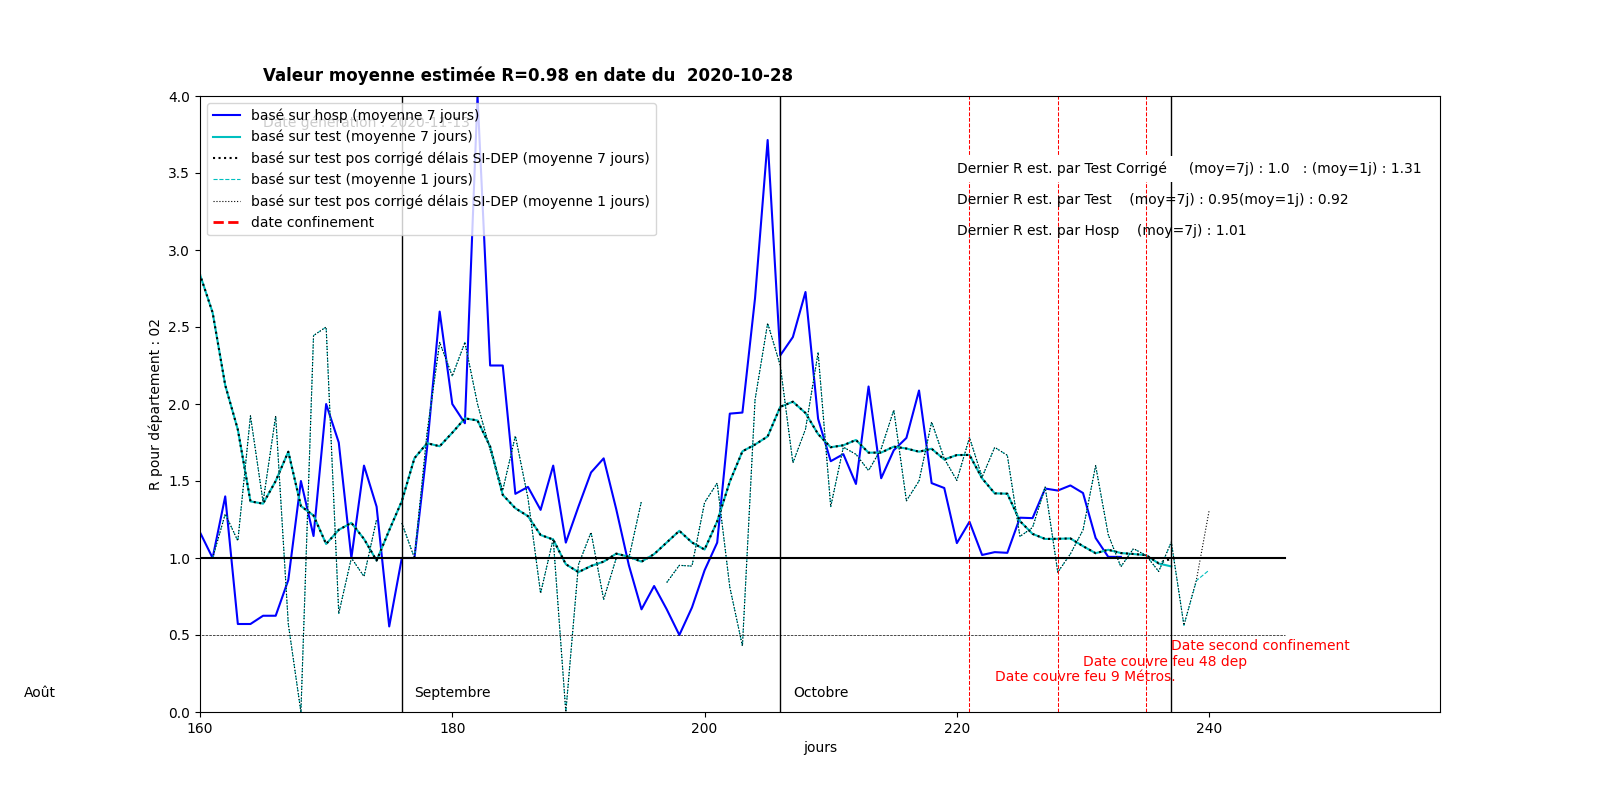 Valeur moyenne estimée R=0.98 en date du  2020-10-28
4.0
3.5
3.0
2.5
2.0
1.5
1.0
0.5
0.0
R pour département : 02
basé sur hosp (moyenne 7 jours)
Date génération : 2020-11-13
basé sur test (moyenne 7 jours)
basé sur test pos corrigé délais SI-DEP (moyenne 7 jours)
basé sur test (moyenne 1 jours)
basé sur test pos corrigé délais SI-DEP (moyenne 1 jours)
date confinement
Dernier R est. par Test Corrigé (moy=7j) : 1.0 : (moy=1j) : 1.31
Dernier R est. par Test (moy=7j) : 0.95(moy=1j) : 0.92
Dernier R est. par Hosp (moy=7j) : 1.01
Date second confinement
Date couvre feu 48 dep
Date couvre feu 9 Métros.
Août
Septembre
Octobre
160
180
200
220
240
jours